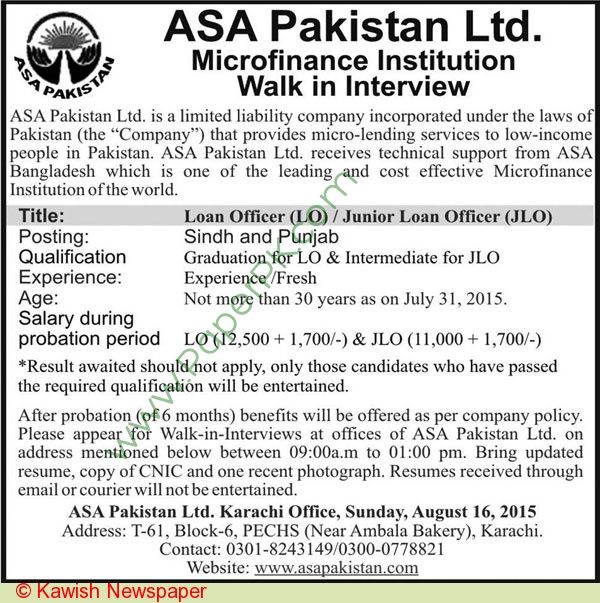 ASA PAKISTAN
ASA Pakistan Ltd.
Microfinance Institution
Walk in Interview
ASA Pakistan Ltd. is a limited liability company incorporated under the laws of
Pakistan (the “Company”) that provides micro-lending services to low-income
people in Pakistan. ASA Pakistan Ltd. receives technical support from ASA
Bangladesh which is one of the leading and cost effective Microfinance
Institution of the world.
Title: Loan Officer (LO) / Junior Loan Officer (JLO)
Posting: Sindh and Punjab
Qualification Graduation for LO & Intermediate for JLO
Experience: Experience /Fresh
Age: Not more than 30 years as on July 31, 2015.
Salary during
probation period LO (12,500 + 1,700/-) & JLO (11,000 + 1,700/-)
*Result awaited should not apply, only those candidates who have passed
the required qualification will be entertained.
After probation (of 6 months) benefits will be offered as per company policy.
Please appear for Walk-in-Interviews at offices of ASA Pakistan Ltd. on
address mentioned below between 09:00a.m to 01:00 pm. Bring updated
resume, copy of CNIC and one recent photograph. Resumes received through
email or courier will not be entertained.
ASA Pakistan Ltd. Karachi Office, Sunday, August 16, 2015
Address: T-61, Block-6, PECHS (Near Ambala Bakery), Karachi.
Contact: 0301-8243149/0300-0778821
Website: www.asapakistan.com
www.PaperPK.com
© Kawish Newspaper